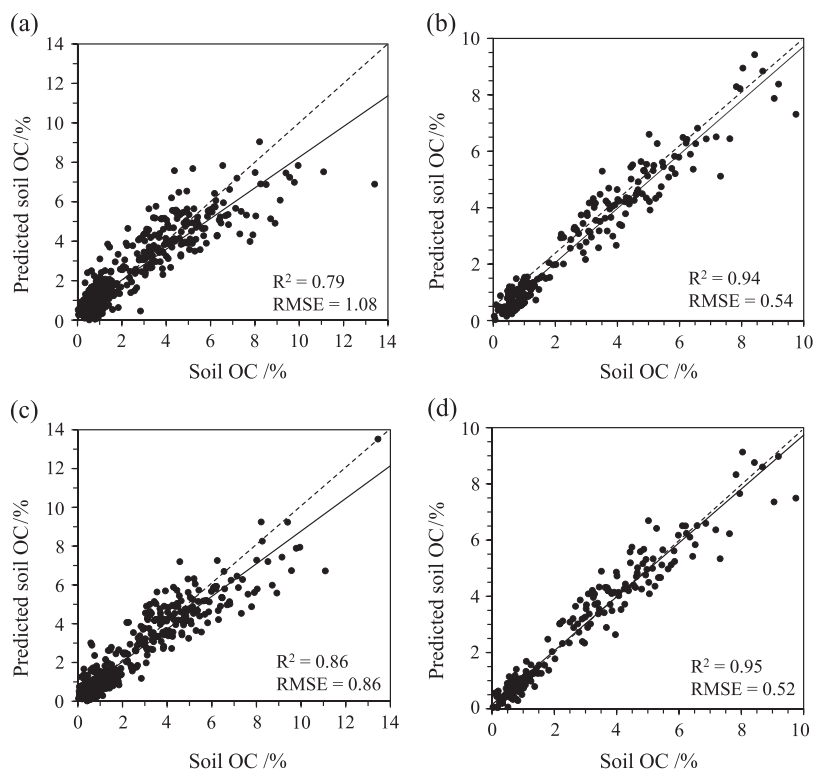 (a)
14
12
10
8
6
4
2
0
Predicted soil OC/%
R² = 0.79
RMSE = 1.08
0 2 4 6 8 10 12 14
Soil OC /%
(b)
10
8
6
4
2
0
Predicted soil OC/%
R² = 0.94
RMSE = 0.54
0 2 4 6 8 10
Soil OC /%
(c)
14
12
10
8
6
4
2
0
Predicted soil OC/%
R² = 0.86
RMSE = 0.86
0 2 4 6 8 10 12 14
Soil OC /%
(d)
10
8
6
4
2
0
Predicted soil OC/%
R² = 0.95
RMSE = 0.52
0 2 4 6 8 10
Soil OC /%